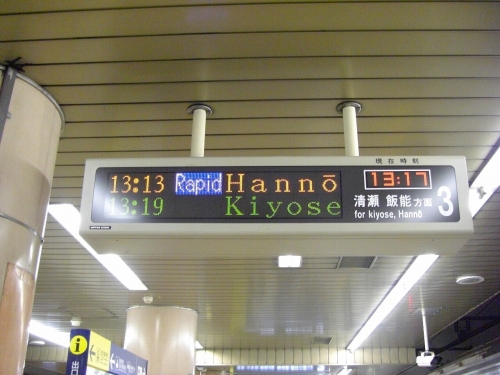 現在時刻
13:17
13:13 Rapid Hannō
13:19 Kiyose
清瀬 飯能方面
for kiyose, Hannō
3
i